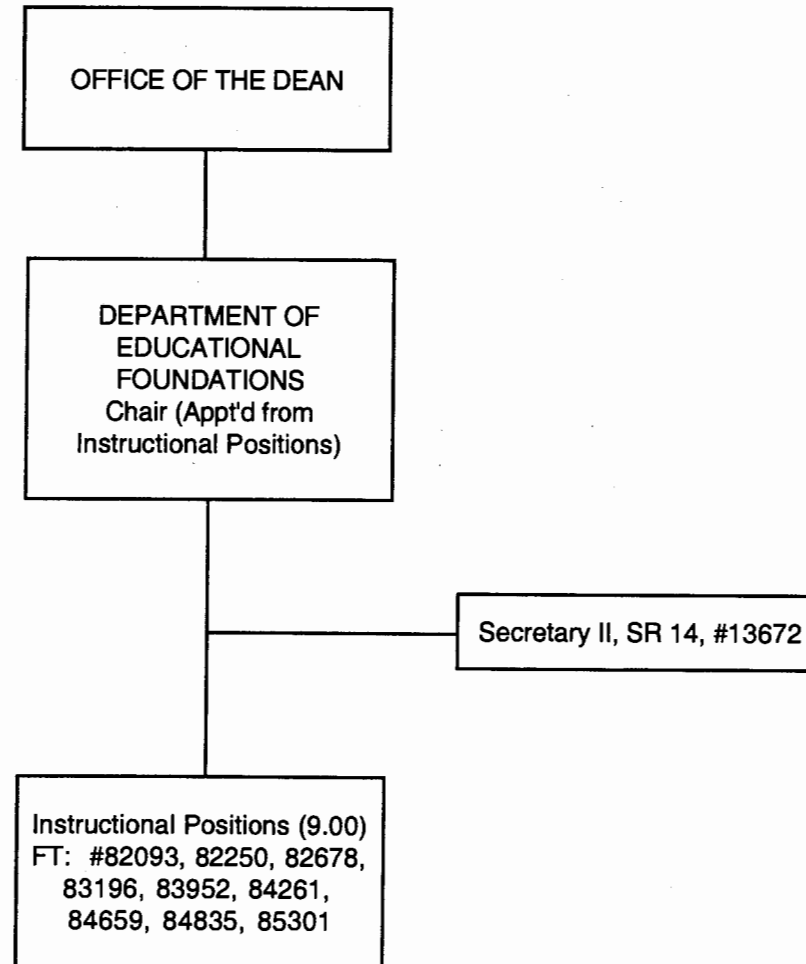 OFFICE OF THE DEAN
DEPARTMENT OF
EDUCATIONAL
FOUNDATIONS
Chair (Appt'd from
Instructional Positions)
Secretary II, SR 14, #13672
Instructional Positions (9.00)
FT: #82093, 82250, 82678,
83196, 83952, 84261,
84659, 84835, 85301